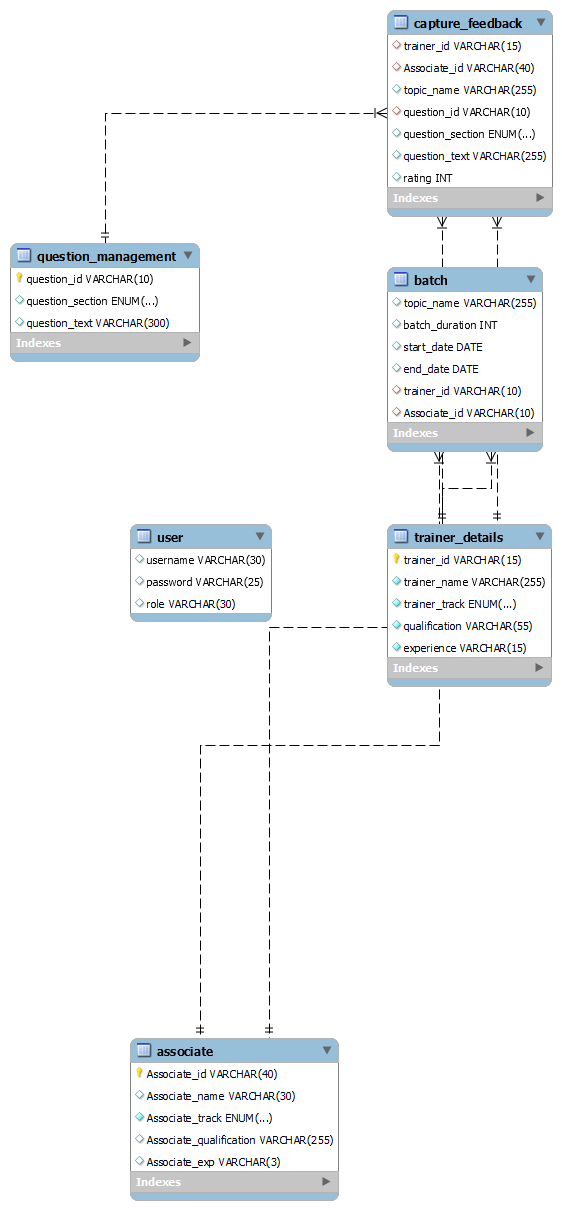 capture_feedback
trainer_id VARCHAR(15)
Associate_id VARCHAR(40)
topic_name VARCHAR(255)
question_id VARCHAR(10)
question_section ENUM(...)
question_text VARCHAR(255)
rating INT
Indexes
question_management
question_id VARCHAR(10)
question_section ENUM(...)
question_text VARCHAR(300)
Indexes
batch
topic_name VARCHAR(255)
batch_duration INT
start_date DATE
end_date DATE
trainer_id VARCHAR(10)
Associate_id VARCHAR(10)
Indexes
user
username VARCHAR(30)
password VARCHAR(25)
role VARCHAR(30)
trainer_details
trainer_id VARCHAR(15)
trainer_name VARCHAR(255)
trainer_track ENUM(...)
qualification VARCHAR(55)
experience VARCHAR(15)
Indexes
associate
Associate_id VARCHAR(40)
Associate_name VARCHAR(30)
Associate_track ENUM(...)
Associate_qualification VARCHAR(255)
Associate_exp VARCHAR(3)
Indexes